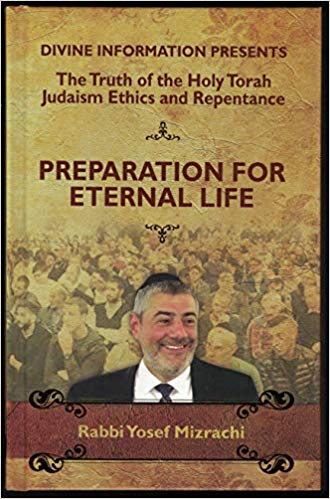 DIVINE INFORMATION PRESENTS
The Truth of the Holy Torah
Judaism Ethics and Repentance
PREPARATION FOR
ETERNAL LIFE
Rabbi Yosef Mizrachi